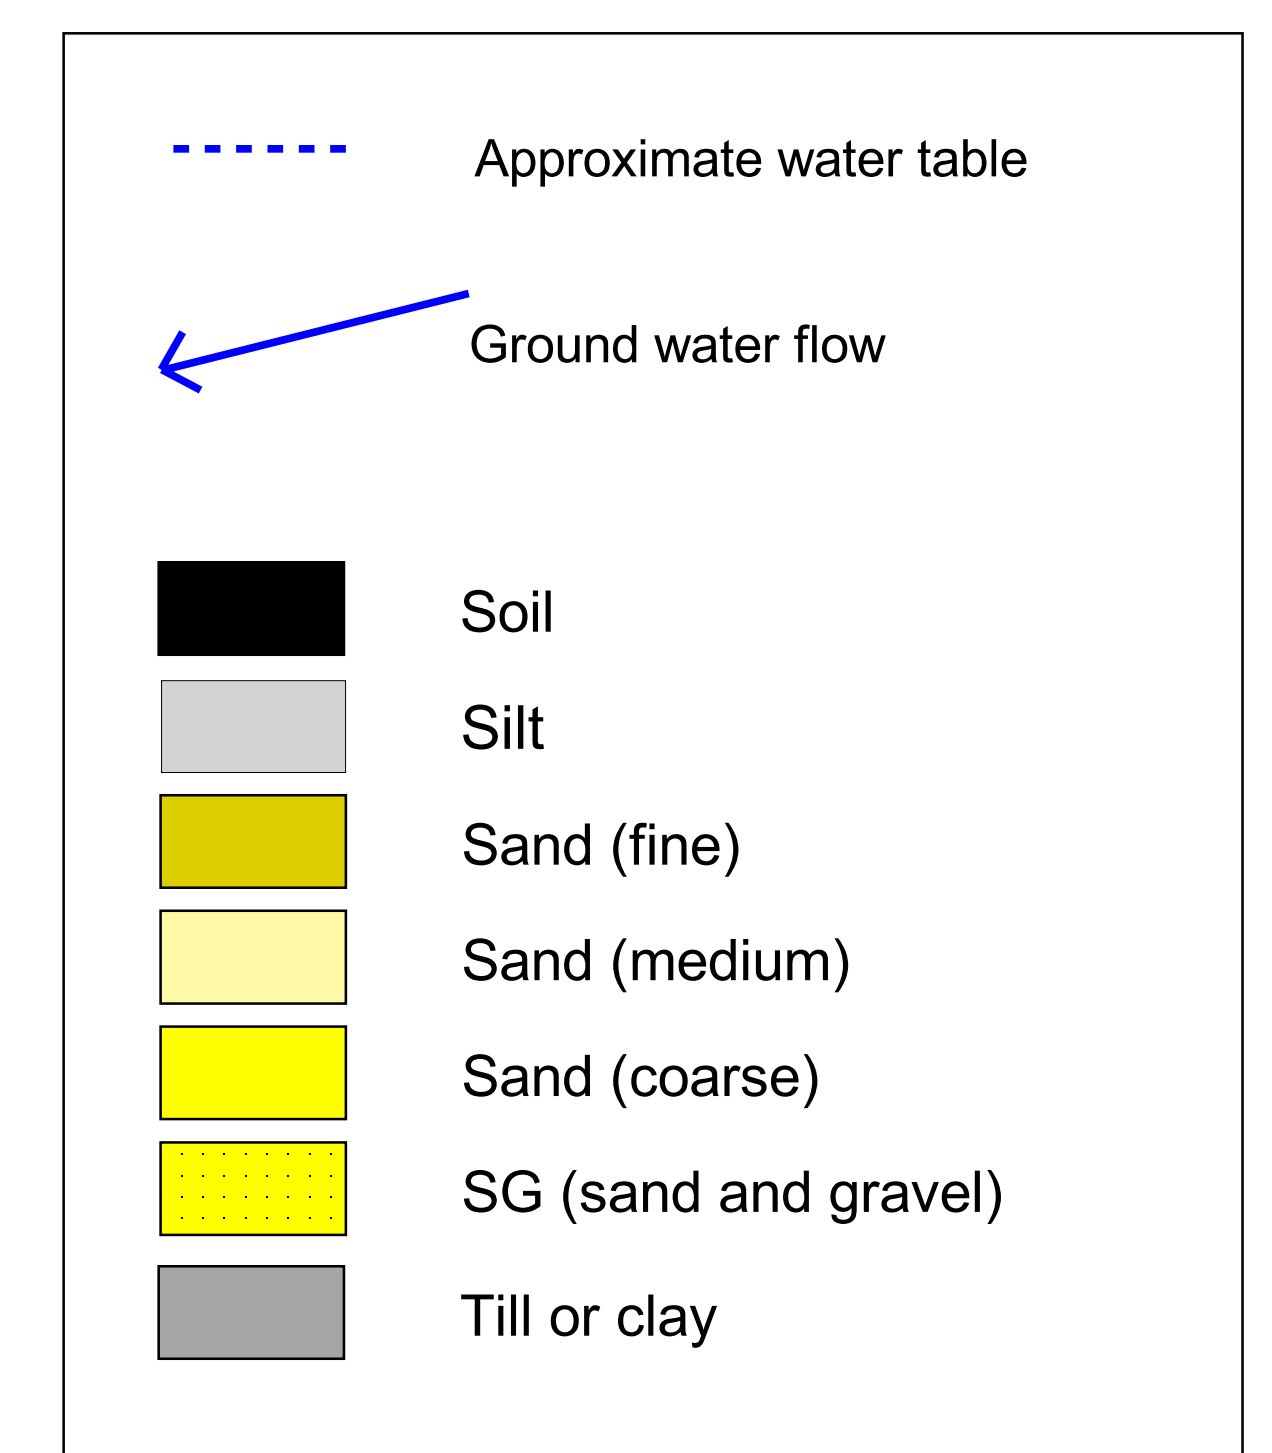 Approximate water table
Ground water flow
Soil
Silt
Sand (fine)
Sand (medium)
Sand (coarse)
SG (sand and gravel)
Till or clay